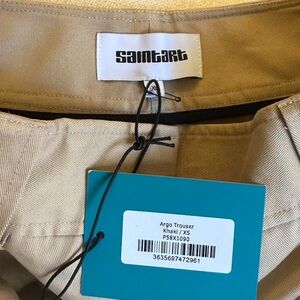 saintart
Argo Trouser
Khaki / XS
P58X1090
3635697472961